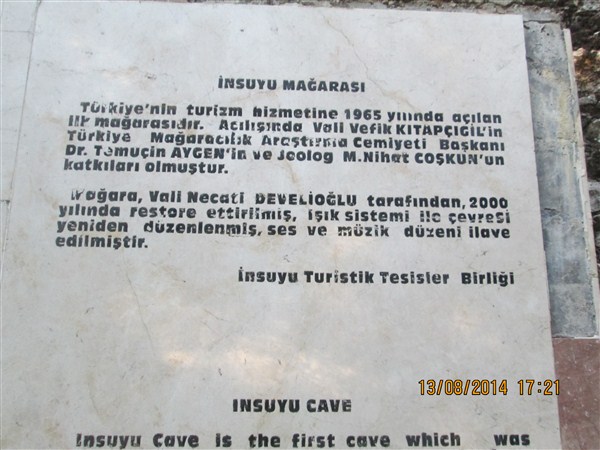 İNSUYU MAĞARASI
Türkiye'nin turizm hizmetine 1965 yılında açılan
ilk mağarasıdır. Açılışında Vali Vefik KITAPÇIGİL'in
Türkiye Mağaracılık Araştırma Cemiyeti Başkanı
Dr. Temuçin AYGEN'in ve Jeolog M.Nihat COŞKUN'un
katkıları olmuştur.
Mağara, Vali Necati DEVELİOĞLU tarafından, 2000
yılında restore ettirilmiş, ışık sistemi ile çevresi
yeniden düzenlenmiş, ses ve müzik düzeni ilave
edilmiştir.
İnsuyu Turistik Tesisler Birliği
13/08/2014 17:21
INSUYU CAVE
Insuyu Cave is the first cave which was